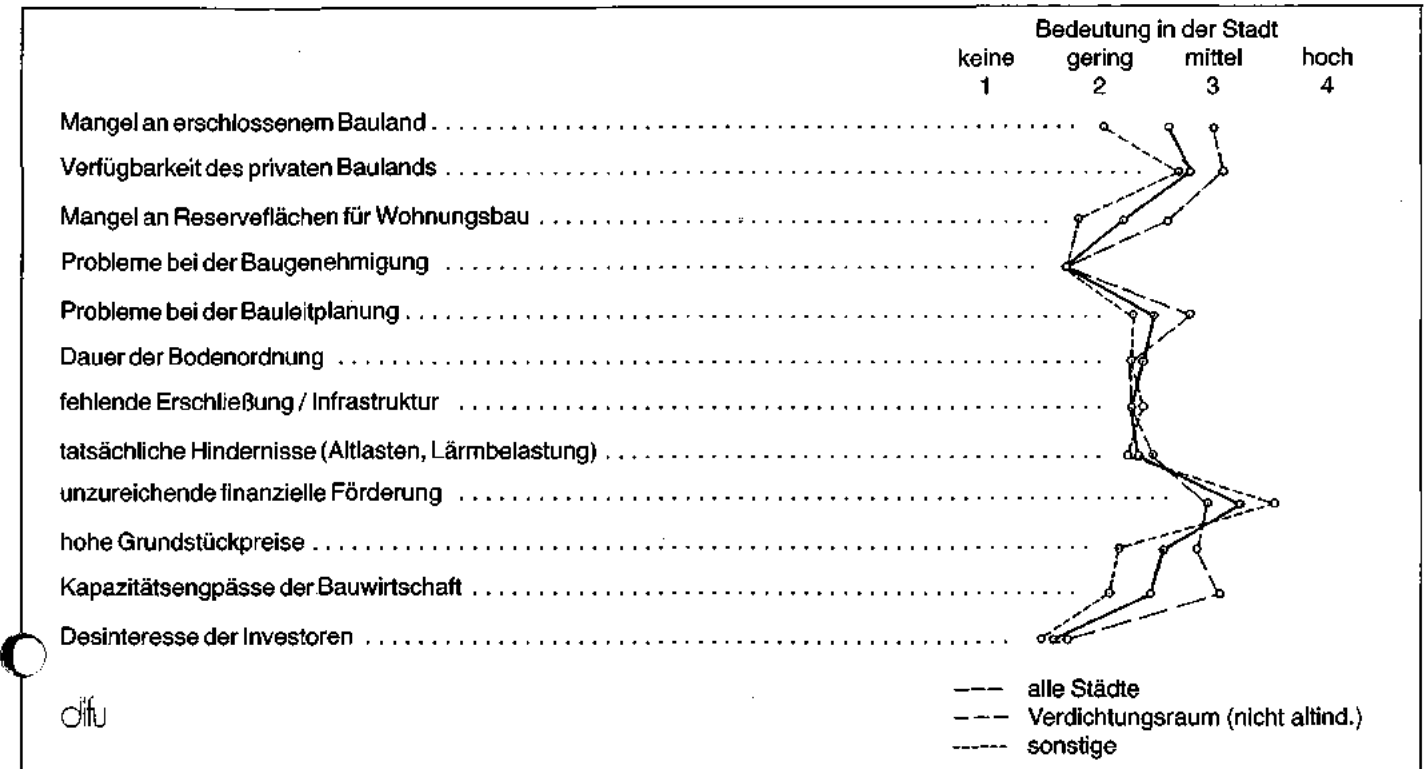 Bedeutung in der Stadt
keine gering mittel hoch
1 2 3 4
Mangel an erschlossenem Bauland
Verfügbarkeit des privaten Baulands
Mangel an Reserveflächen für Wohnungsbau
Probleme bei der Baugenehmigung
Probleme bei der Bauleitplanung
Dauer der Bodenordnung
fehlende Erschließung / Infrastruktur
tatsächliche Hindernisse (Altlasten, Lärmbelastung)
unzureichende finanzielle Förderung
hohe Grundstückpreise
Kapazitätsengpässe der Bauwirtschaft
Desinteresse der Investoren
alle Städte
difu
Verdichtungsraum (nicht altind.)
sonstige